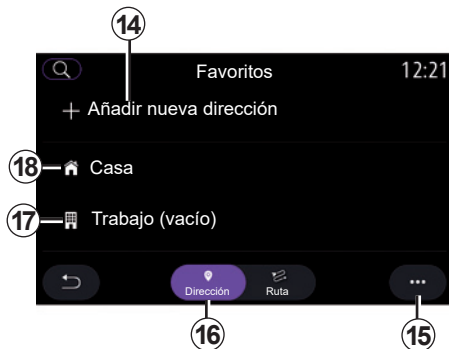 14
Favoritos
12:21
+ Añadir nueva dirección
18
Casa
17
Trabajo (vacío)
Dirección
Ruta
16
15